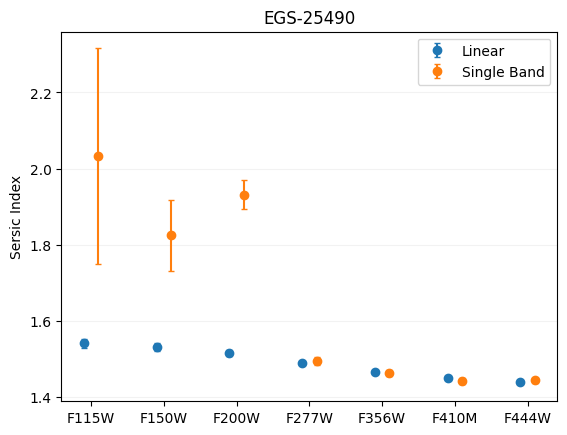 EGS-25490
Linear
Single Band
Sersic Index
2.2
2.0
1.8
1.6
1.4
F115W F150W F200W F277W F356W F410M F444W